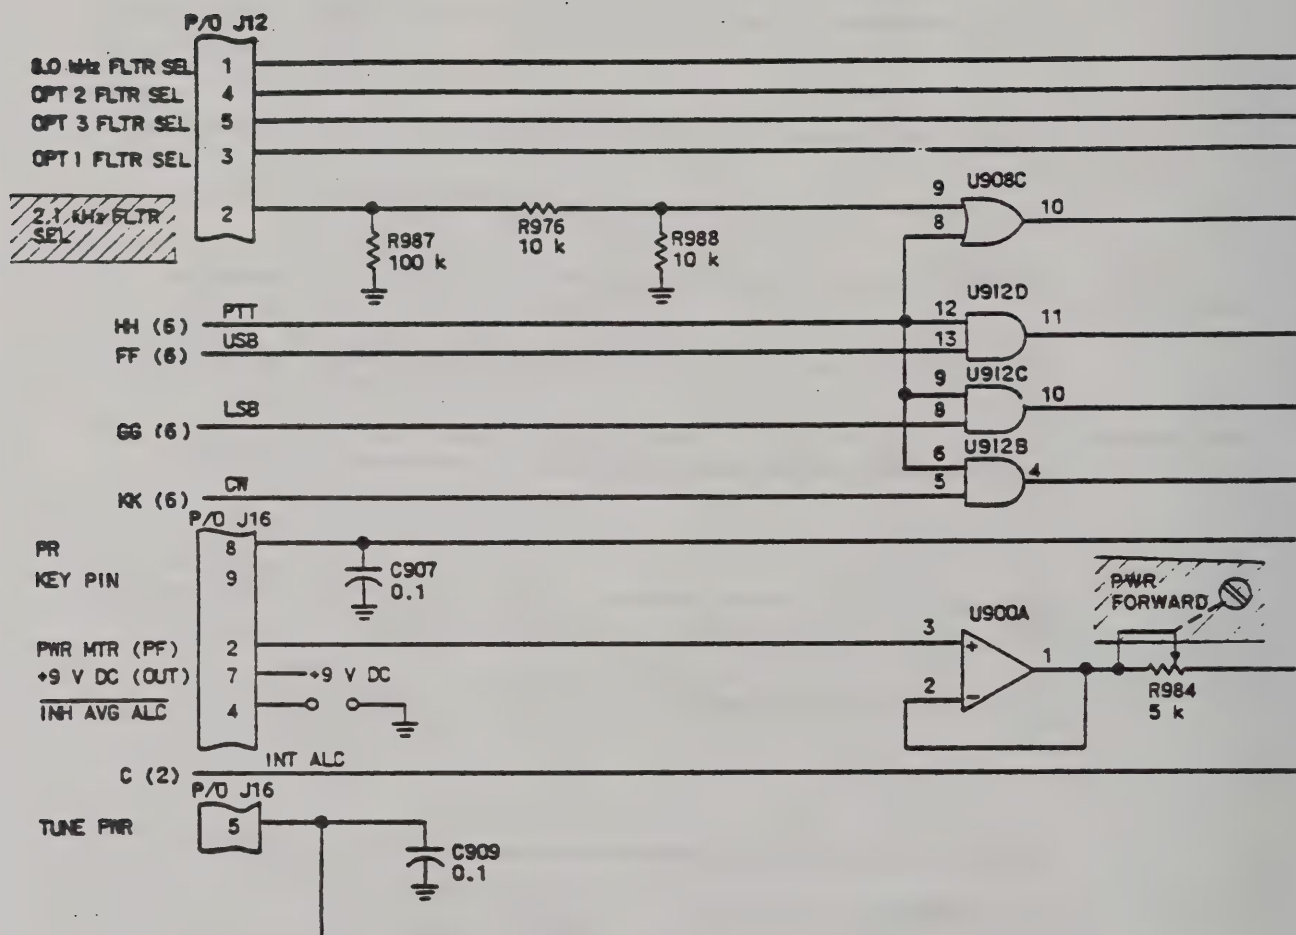 P/O J12
8.0 kHz FLTR SEL 1
OPT 2 FLTR SEL 4
OPT 3 FLTR SEL 5
OPT 1 FLTR SEL 3
2.1 kHz FLTR SEL 2
R987
100 k
R976
10 k
R988
10 k
9
8
U908C
10
HH (6) PTT
FF (6) USB
12
13
U912D
11
GG (6) LSB
9
8
U912C
10
KK (6) CW
6
5
U912B
4
P/O J16
PR 8
KEY PIN 9
C907
0.1
PWR MTR (PF) 2
+9 V DC (OUT) 7 +9 V DC
INH AVG ALC 4
3
2
U900A
+
−
1
PWR
FORWARD
R984
5 k
C (2) INT ALC
P/O J16
TUNE PWR 5
C909
0.1